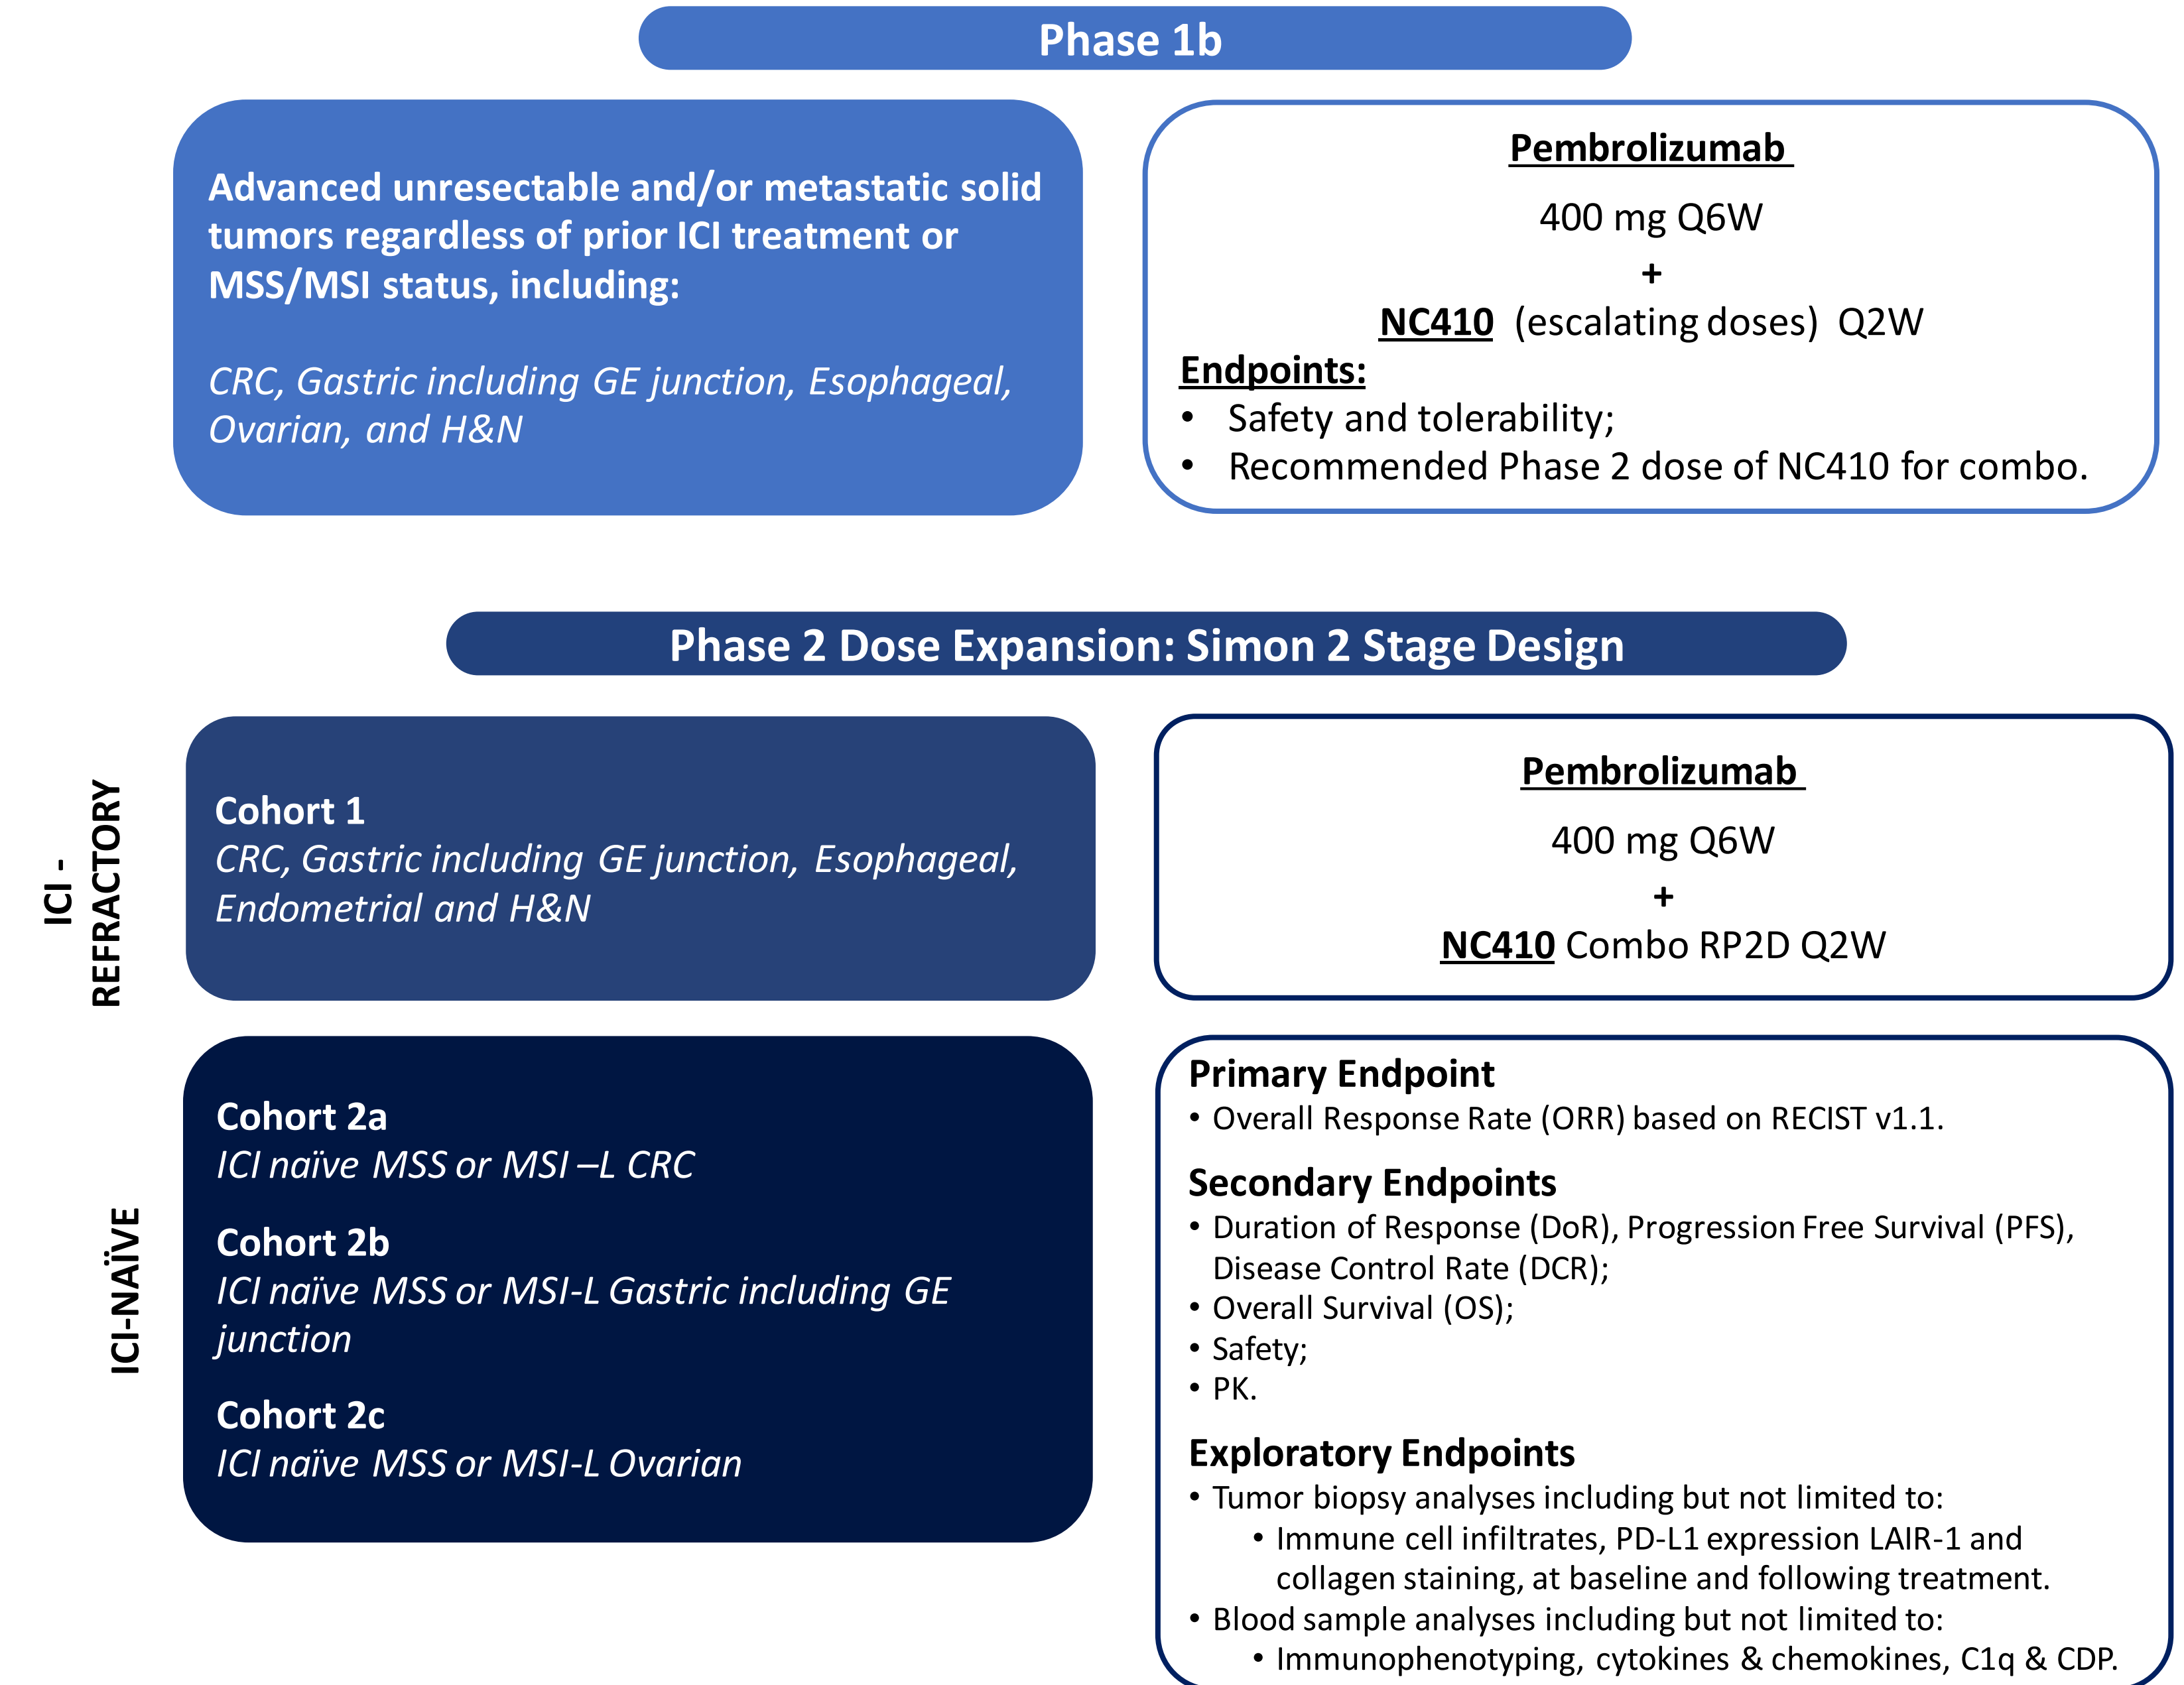 Phase 1b
Advanced unresectable and/or metastatic solid
tumors regardless of prior ICI treatment or
MSS/MSI status, including:
CRC, Gastric including GE junction, Esophageal,
Ovarian, and H&N
Pembrolizumab
400 mg Q6W
+
NC410 (escalating doses) Q2W
Endpoints:
• Safety and tolerability;
• Recommended Phase 2 dose of NC410 for combo.
Phase 2 Dose Expansion: Simon 2 Stage Design
ICI -
REFRACTORY
Cohort 1
CRC, Gastric including GE junction, Esophageal,
Endometrial and H&N
Pembrolizumab
400 mg Q6W
+
NC410 Combo RP2D Q2W
ICI-NAÏVE
Cohort 2a
ICI naïve MSS or MSI –L CRC
Cohort 2b
ICI naïve MSS or MSI-L Gastric including GE
junction
Cohort 2c
ICI naïve MSS or MSI-L Ovarian
Primary Endpoint
• Overall Response Rate (ORR) based on RECIST v1.1.
Secondary Endpoints
• Duration of Response (DoR), Progression Free Survival (PFS),
Disease Control Rate (DCR);
• Overall Survival (OS);
• Safety;
• PK.
Exploratory Endpoints
• Tumor biopsy analyses including but not limited to:
• Immune cell infiltrates, PD-L1 expression LAIR-1 and
collagen staining, at baseline and following treatment.
• Blood sample analyses including but not limited to:
• Immunophenotyping, cytokines & chemokines, C1q & CDP.